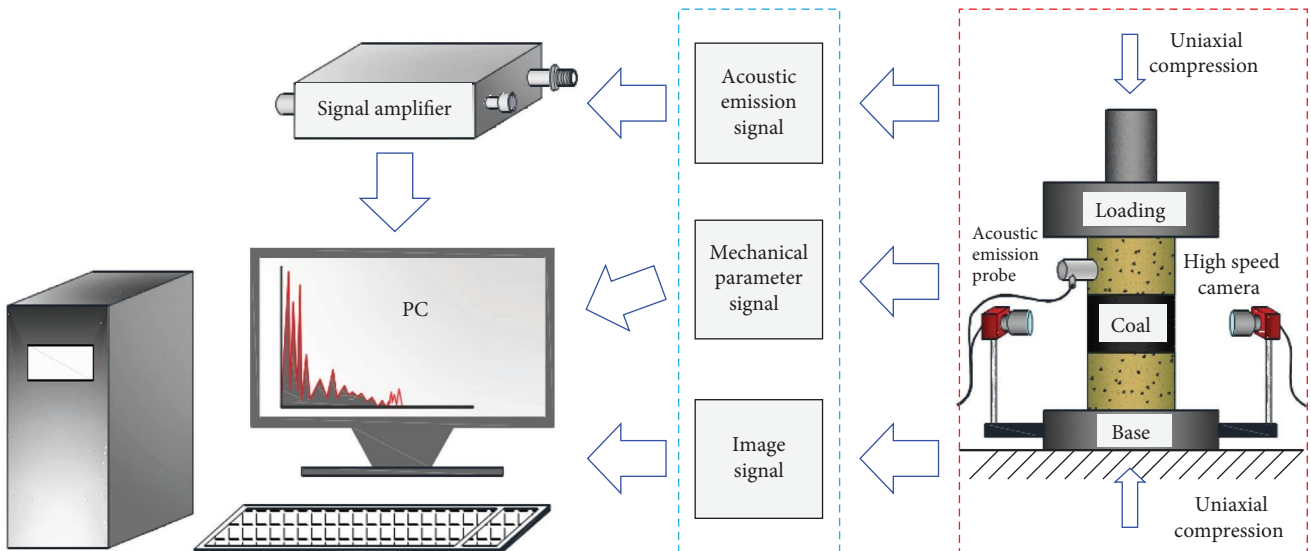 Signal amplifier
PC
Acoustic
emission
signal
Mechanical
parameter
signal
Image
signal
Uniaxial
compression
Loading
Acoustic
emission
probe
High speed
camera
Coal
Base
Uniaxial
compression